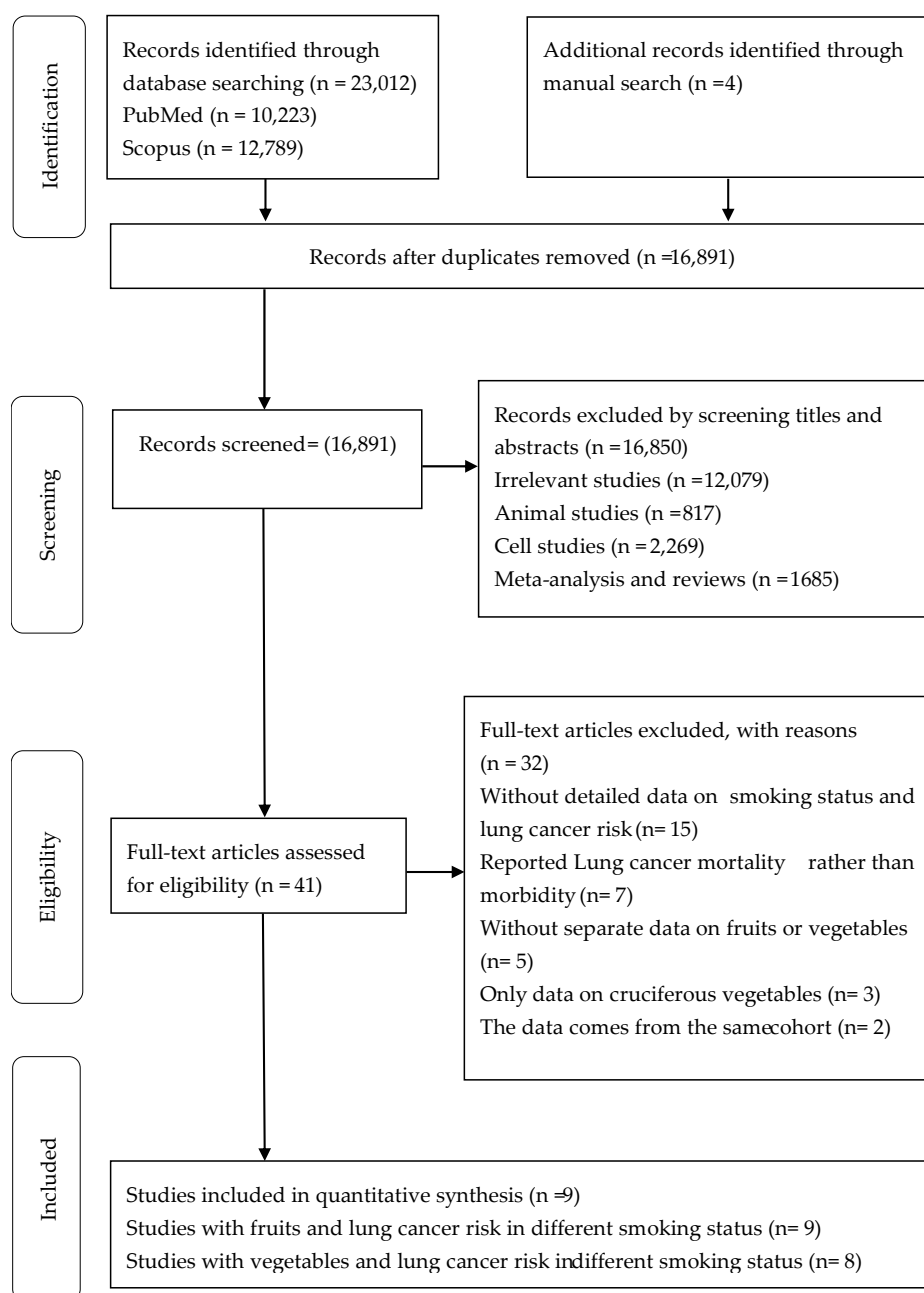 Identification
Records identified through
database searching (n = 23,012)
PubMed (n = 10,223)
Scopus (n = 12,789)
Additional records identified through
manual search (n =4)
Records after duplicates removed (n =16,891)
Screening
Records screened= (16,891)
Records excluded by screening titles and
abstracts (n =16,850)
Irrelevant studies (n =12,079)
Animal studies (n =817)
Cell studies (n = 2,269)
Meta-analysis and reviews (n =1685)
Eligibility
Full-text articles assessed
for eligibility (n = 41)
Full-text articles excluded, with reasons
(n = 32)
Without detailed data on smoking status and
lung cancer risk (n= 15)
Reported Lung cancer mortality rather than
morbidity (n= 7)
Without separate data on fruits or vegetables
(n= 5)
Only data on cruciferous vegetables (n= 3)
The data comes from the samecohort (n= 2)
Included
Studies included in quantitative synthesis (n =9)
Studies with fruits and lung cancer risk in different smoking status (n= 9)
Studies with vegetables and lung cancer risk indifferent smoking status (n= 8)